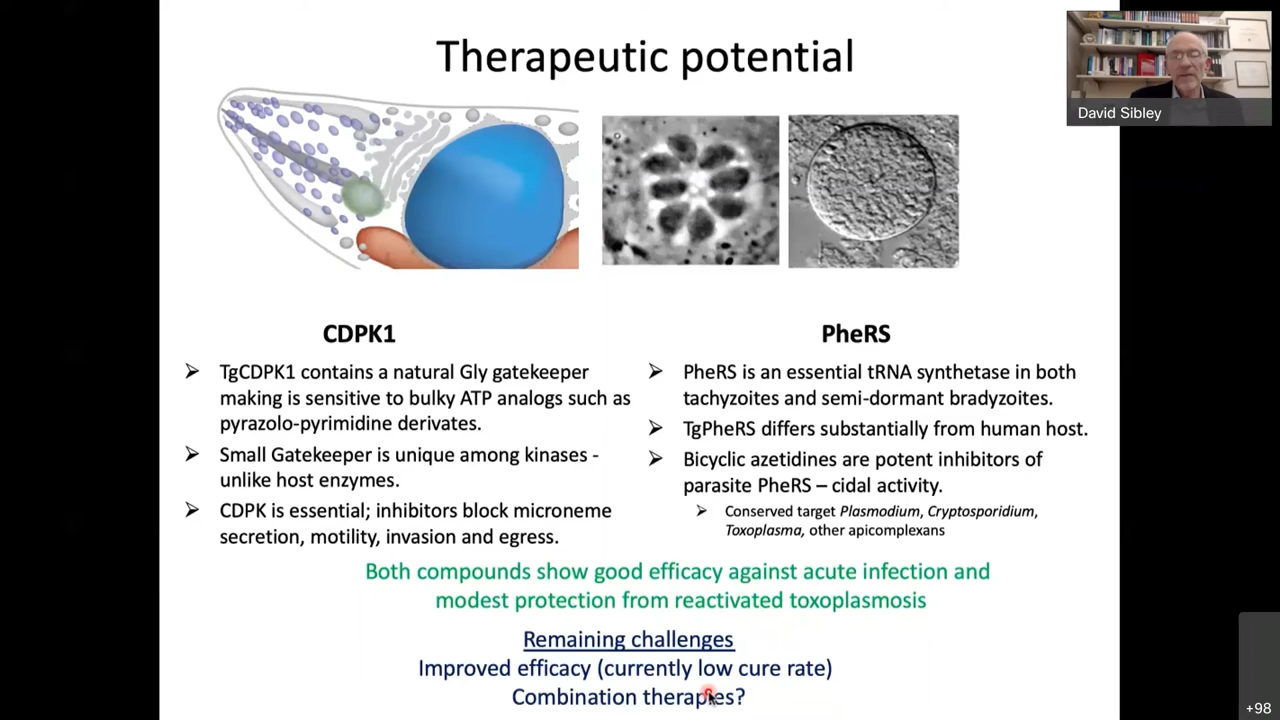 Therapeutic potential
David Sibley
CDPK1
➢ TgCDPK1 contains a natural Gly gatekeeper
making is sensitive to bulky ATP analogs such as
pyrazolo-pyrimidine derivates.
➢ Small Gatekeeper is unique among kinases -
unlike host enzymes.
➢ CDPK is essential; inhibitors block microneme
secretion, motility, invasion and egress.
PheRS
➢ PheRS is an essential tRNA synthetase in both
tachyzoites and semi-dormant bradyzoites.
➢ TgPheRS differs substantially from human host.
➢ Bicyclic azetidines are potent inhibitors of
parasite PheRS – cidal activity.
➢ Conserved target Plasmodium, Cryptosporidium,
Toxoplasma, other apicomplexans
Both compounds show good efficacy against acute infection and
modest protection from reactivated toxoplasmosis
Remaining challenges
Improved efficacy (currently low cure rate)
Combination therapies?
+98